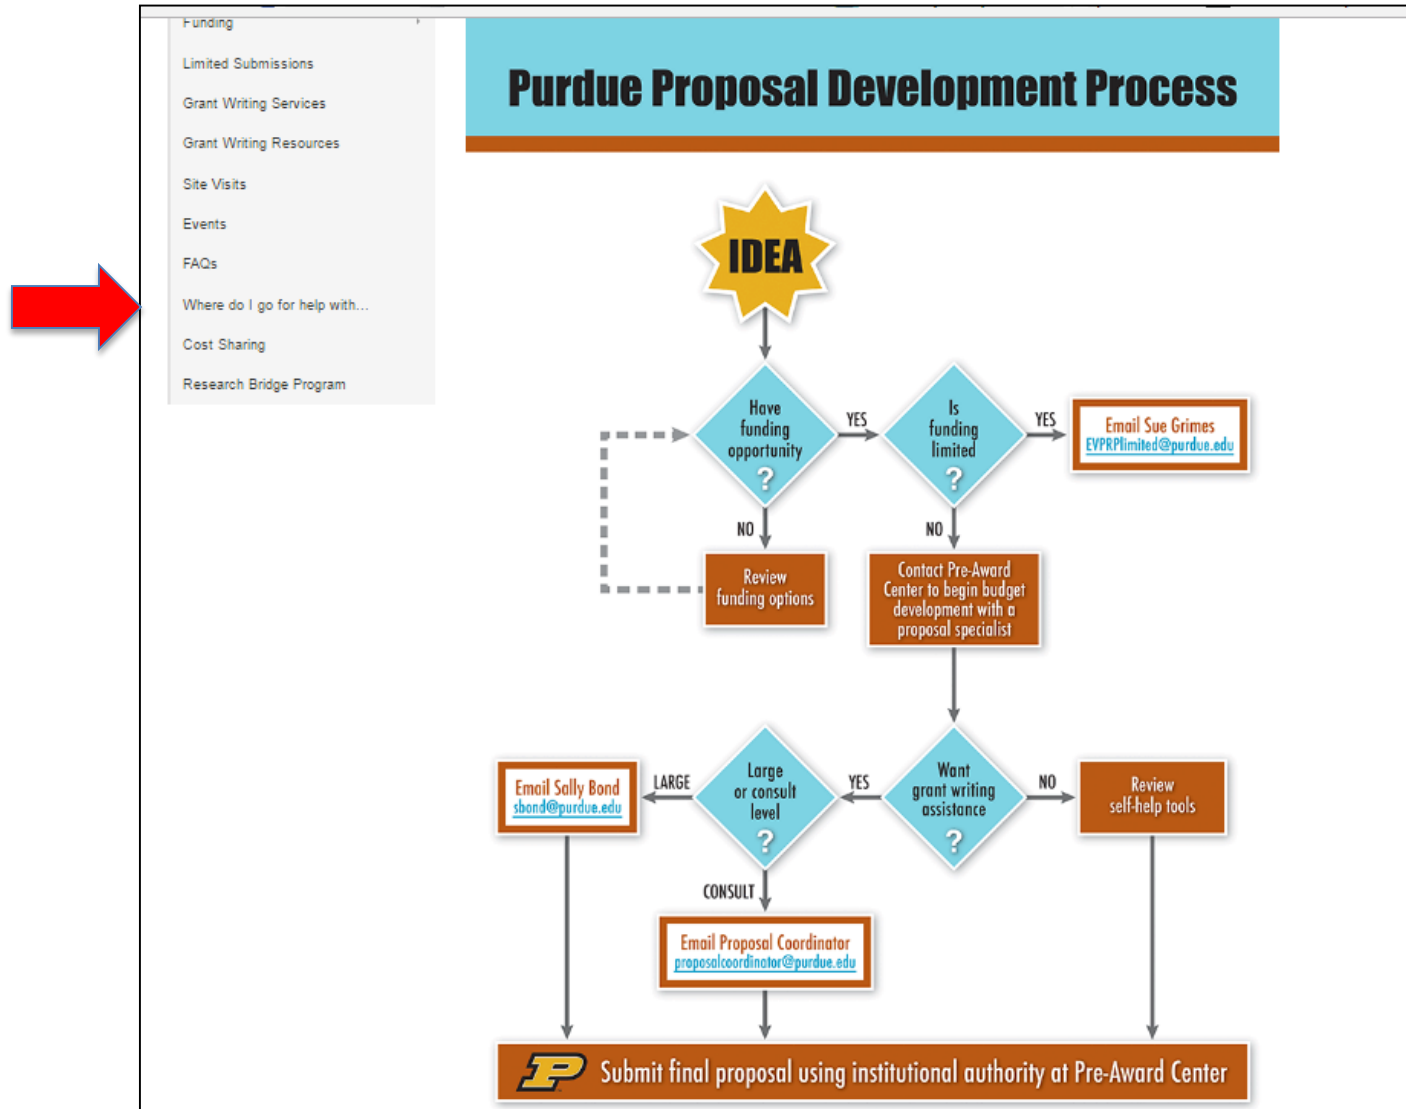 Funding
Limited Submissions
Grant Writing Services
Grant Writing Resources
Site Visits
Events
FAQs
Where do I go for help with...
Cost Sharing
Research Bridge Program
Purdue Proposal Development Process
IDEA
Have
funding
opportunity
?
YES
Is
funding
limited
?
YES
Email Sue Grimes
EVPRPlimited@purdue.edu
NO
NO
Review
funding options
Contact Pre-Award
Center to begin budget
development with a
proposal specialist
Email Sally Bond
sbond@purdue.edu
LARGE
Large
or consult
level
?
YES
Want
grant writing
assistance
?
NO
Review
self-help tools
CONSULT
Email Proposal Coordinator
proposalcoordinator@purdue.edu
P Submit final proposal using institutional authority at Pre-Award Center